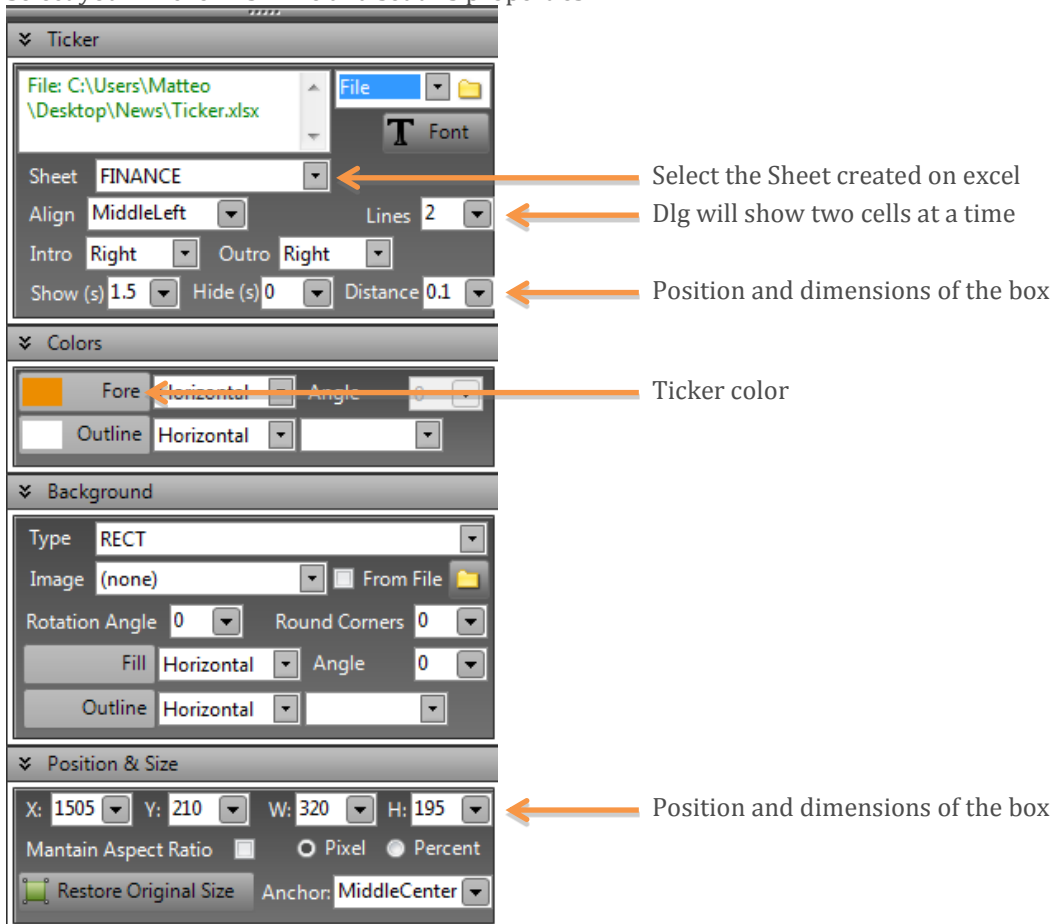 Ticker
File: C:\Users\Matteo
\Desktop\News\Ticker.xlsx
File
T Font
Sheet FINANCE
Select the Sheet created on excel
Align MiddleLeft Lines 2
Dlg will show two cells at a time
Intro Right Outro Right
Show (s) 1.5 Hide (s) 0 Distance 0.1
Position and dimensions of the box
Colors
Fore Horizontal Angle 0
Ticker color
Outline Horizontal
Background
Type RECT
Image (none) From File
Rotation Angle 0 Round Corners 0
Fill Horizontal Angle 0
Outline Horizontal
Position & Size
X: 1505 Y: 210 W: 320 H: 195
Position and dimensions of the box
Mantain Aspect Ratio Pixel Percent
Restore Original Size Anchor: MiddleCenter